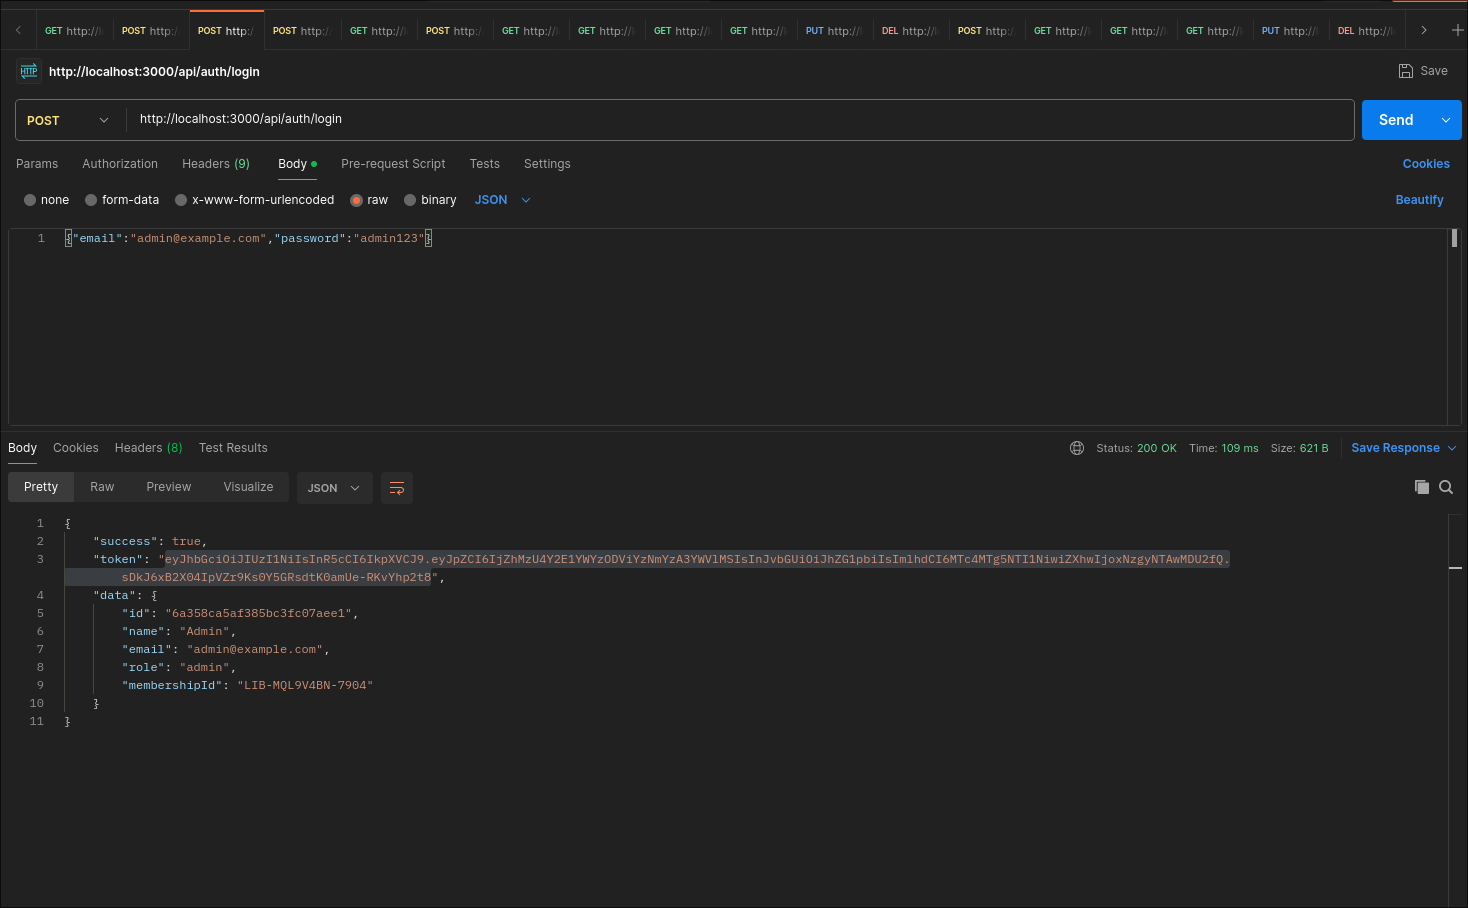 GET http://l POST http:/ POST http: POST http:/ GET http://l POST http:/ GET http://l GET http://l GET http://l GET http://l PUT http://l DEL http://l POST http:/ GET http://l GET http://l GET http://l PUT http://l DEL http://l
HTTP http://localhost:3000/api/auth/login Save
POST http://localhost:3000/api/auth/login Send
Params Authorization Headers (9) Body Pre-request Script Tests Settings Cookies
none form-data x-www-form-urlencoded raw binary JSON Beautify
1 {"email":"admin@example.com","password":"admin123"}
Body Cookies Headers (8) Test Results Status: 200 OK Time: 109 ms Size: 621 B Save Response
Pretty Raw Preview Visualize JSON
1 {
2 "success": true,
3 "token": "eyJhbGciOiJIUzI1NiIsInR5cCI6IkpXVCJ9.eyJpZCI6IjZhMzU4Y2E1YWYzODViYzNmYzA3YWVlMSIsInJvbGUiOiJhZG1pbiIsImlhdCI6MTc4MTg5NTI1NiwiZXhwIjoxNzgyNTAwMDU2fQ.
sDkJ6xB2X04IpVZr9Ks0Y5GRsdtK0amUe-RKvYhp2t8",
4 "data": {
5 "id": "6a358ca5af385bc3fc07aee1",
6 "name": "Admin",
7 "email": "admin@example.com",
8 "role": "admin",
9 "membershipId": "LIB-MQL9V4BN-7904"
10 }
11 }